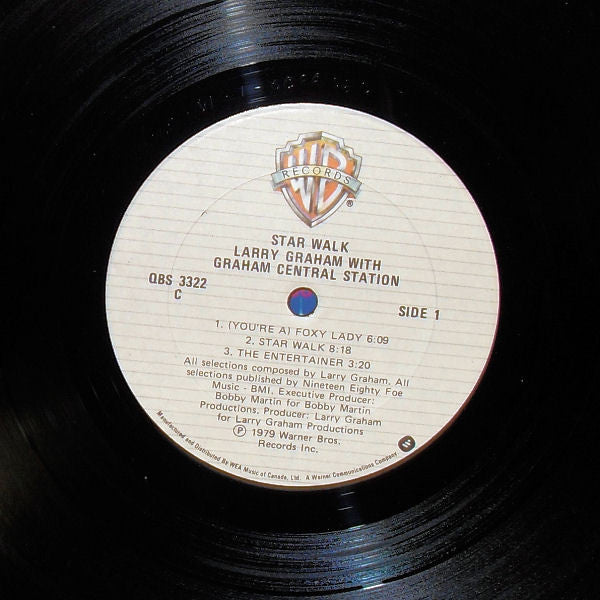 WB
RECORDS
®
STAR WALK
LARRY GRAHAM WITH
GRAHAM CENTRAL STATION
QBS 3322
C
SIDE 1
1. (YOU'RE A) FOXY LADY 6:09
2. STAR WALK 8:18
3. THE ENTERTAINER 3:20
All selections composed by Larry Graham. All
selections published by Nineteen Eighty Foe
Music - BMI. Executive Producer:
Bobby Martin for Bobby Martin
Productions. Producer: Larry Graham
for Larry Graham Productions
Ⓟ 1979 Warner Bros.
Records Inc.
Manufactured and Distributed By WEA Music of Canada, Ltd. A Warner Communications Company